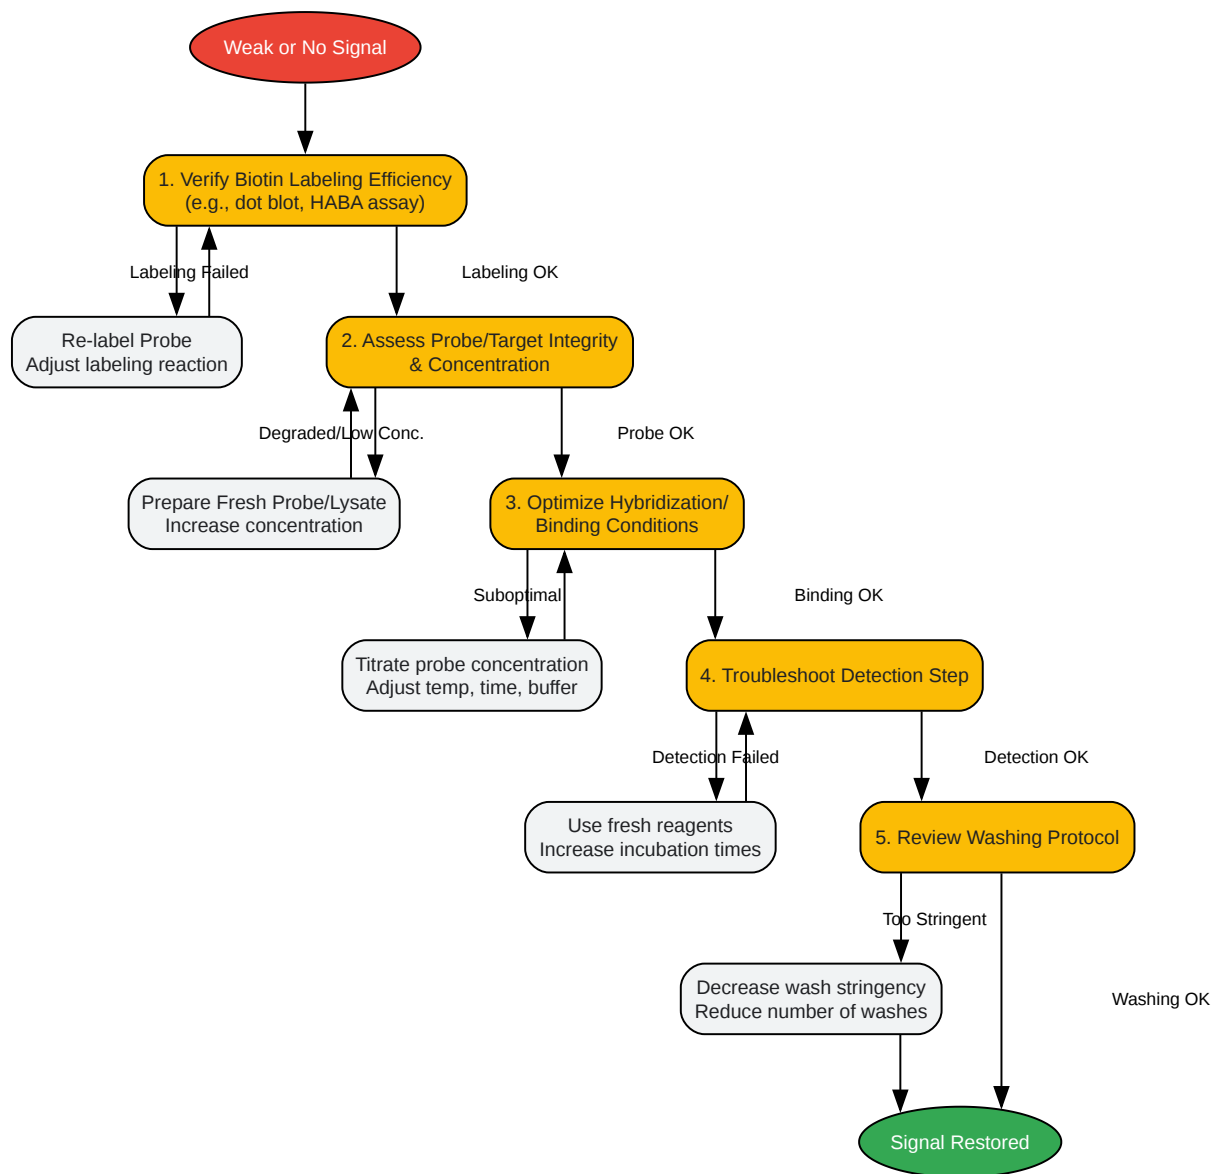 Weak or No Signal
1. Verify Biotin Labeling Efficiency
(e.g., dot blot, HABA assay)
Labeling Failed
Labeling OK
Re-label Probe
Adjust labeling reaction
2. Assess Probe/Target Integrity
& Concentration
Degraded/Low Conc.
Probe OK
Prepare Fresh Probe/Lysate
Increase concentration
3. Optimize Hybridization/
Binding Conditions
Suboptimal
Binding OK
Titrate probe concentration
Adjust temp, time, buffer
4. Troubleshoot Detection Step
Detection Failed
Detection OK
Use fresh reagents
Increase incubation times
5. Review Washing Protocol
Too Stringent
Decrease wash stringency
Reduce number of washes
Washing OK
Signal Restored